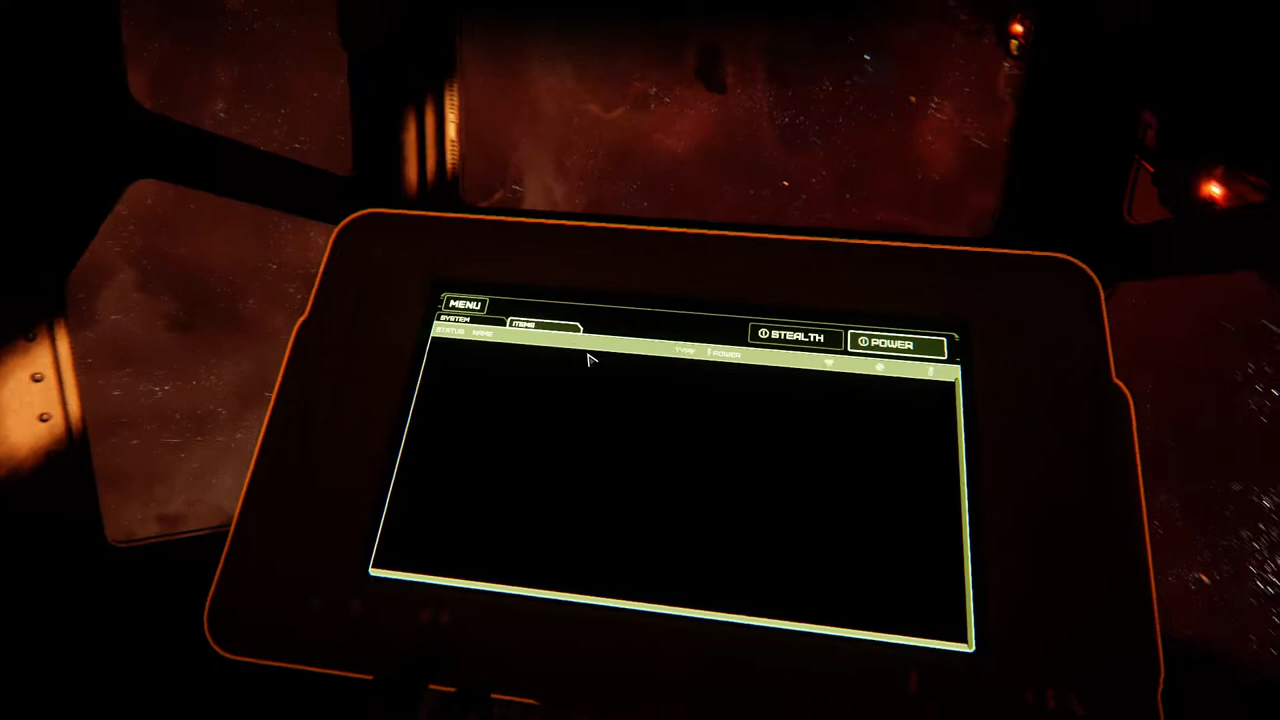 MENU
STEALTH
POWER
SYSTEM
ITEMS
STATUS NAME
TYPE POWER